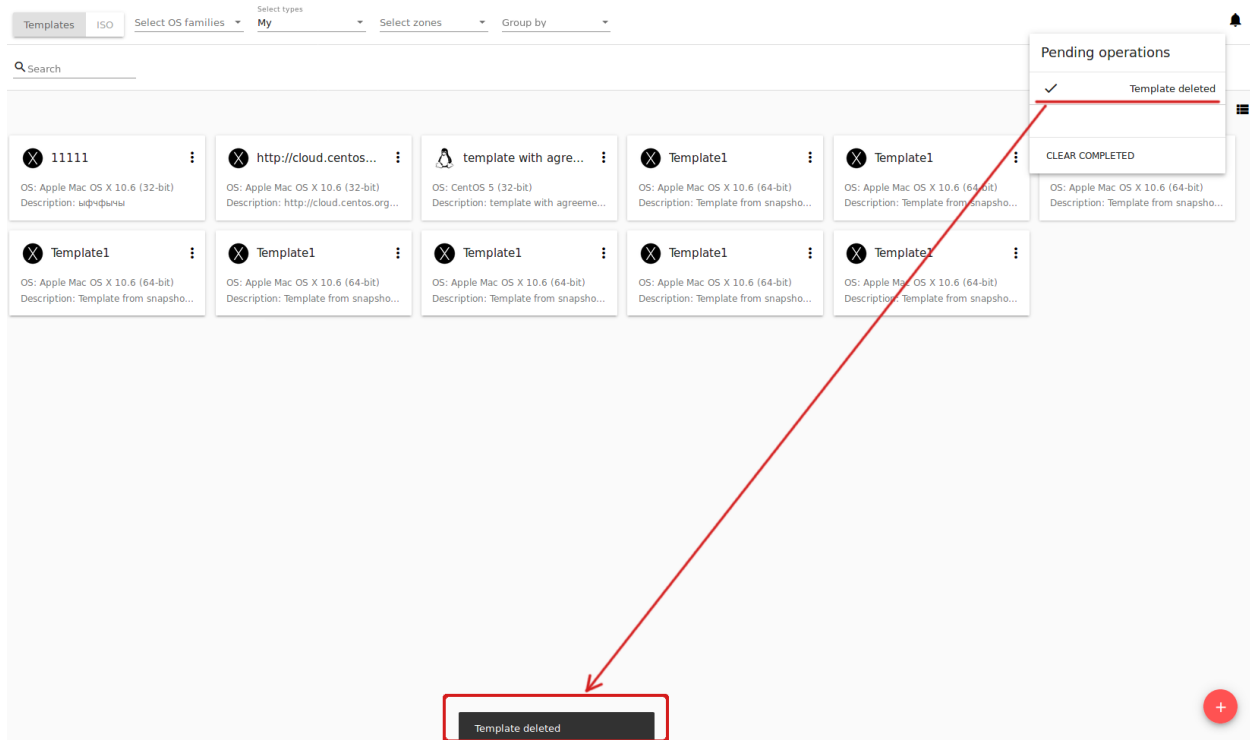 Templates ISO Select OS families Select types My Select zones Group by
Pending operations
Search
Template deleted
CLEAR COMPLETED
11111
OS: Apple Mac OS X 10.6 (32-bit)
Description: ыфчфычы
http://cloud.centos...
OS: Apple Mac OS X 10.6 (32-bit)
Description: http://cloud.centos.org...
template with agre...
OS: CentOS 5 (32-bit)
Description: template with agreeme...
Template1
OS: Apple Mac OS X 10.6 (64-bit)
Description: Template from snapsho...
Template1
OS: Apple Mac OS X 10.6 (64-bit)
Description: Template from snapsho...
OS: Apple Mac OS X 10.6 (64-bit)
Description: Template from snapsho...
Template1
OS: Apple Mac OS X 10.6 (64-bit)
Description: Template from snapsho...
Template1
OS: Apple Mac OS X 10.6 (64-bit)
Description: Template from snapsho...
Template1
OS: Apple Mac OS X 10.6 (64-bit)
Description: Template from snapsho...
Template1
OS: Apple Mac OS X 10.6 (64-bit)
Description: Template from snapsho...
Template1
OS: Apple Mac OS X 10.6 (64-bit)
Description: Template from snapsho...
Template deleted